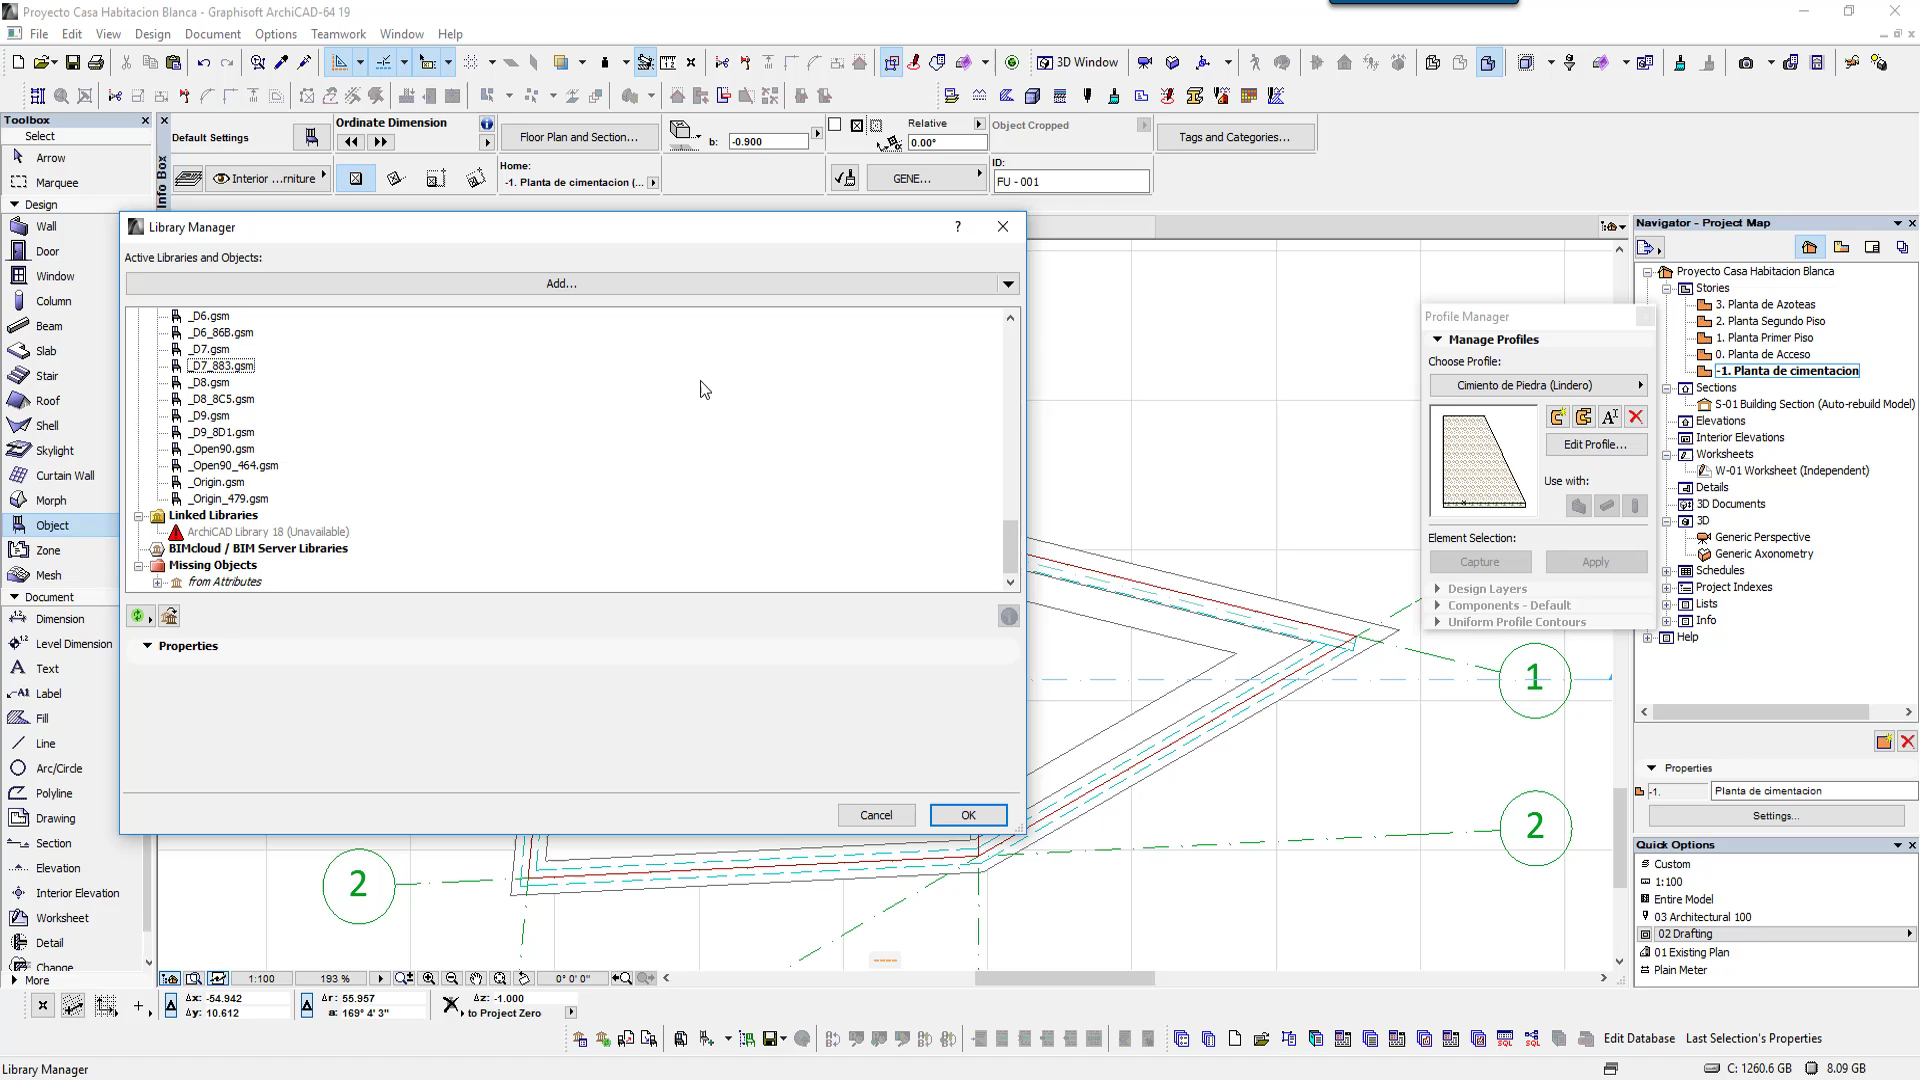 Proyecto Casa Habitacion Blanca - Graphisoft ArchiCAD-64 19
File Edit View Design Document Options Teamwork Window Help
3D Window
Toolbox
Select
Arrow
Marquee
Design
Wall
Door
Window
Column
Beam
Slab
Stair
Roof
Shell
Skylight
Curtain Wall
Morph
Object
Zone
Mesh
Document
Dimension
Level Dimension
Text
Label
Fill
Line
Arc/Circle
Polyline
Drawing
Section
Elevation
Interior Elevation
Worksheet
Detail
Change
More
Info Box
Default Settings
Ordinate Dimension
Interior ...rniture
Floor Plan and Section...
Home:
-1. Planta de cimentacion (...
b: -0.900
Relative
0.00°
GENE...
Object Cropped
ID:
FU - 001
Tags and Categories...
Library Manager
?
Active Libraries and Objects:
Add...
_D6.gsm
_D6_86B.gsm
_D7.gsm
_D7_883.gsm
_D8.gsm
_D8_8C5.gsm
_D9.gsm
_D9_8D1.gsm
_Open90.gsm
_Open90_464.gsm
_Origin.gsm
_Origin_479.gsm
Linked Libraries
ArchiCAD Library 18 (Unavailable)
BIMcloud / BIM Server Libraries
Missing Objects
from Attributes
Properties
Cancel
OK
1
2
2
Profile Manager
Manage Profiles
Choose Profile:
Cimiento de Piedra (Lindero)
Edit Profile...
Use with:
Element Selection:
Capture
Apply
Design Layers
Components - Default
Uniform Profile Contours
Navigator - Project Map
Proyecto Casa Habitacion Blanca
Stories
3. Planta de Azoteas
2. Planta Segundo Piso
1. Planta Primer Piso
0. Planta de Acceso
-1. Planta de cimentacion
Sections
S-01 Building Section (Auto-rebuild Model)
Elevations
Interior Elevations
Worksheets
W-01 Worksheet (Independent)
Details
3D Documents
3D
Generic Perspective
Generic Axonometry
Schedules
Project Indexes
Lists
Info
Help
Properties
-1.
Planta de cimentacion
Settings...
Quick Options
Custom
1:100
Entire Model
03 Architectural 100
02 Drafting
01 Existing Plan
Plain Meter
1:100
193 %
0° 0' 0"
Δx: -54.942
Δy: 10.612
Δr: 55.957
a: 169° 4' 3"
Δz: -1.000
to Project Zero
Edit Database
Last Selection's Properties
Library Manager
C: 1260.6 GB
8.09 GB